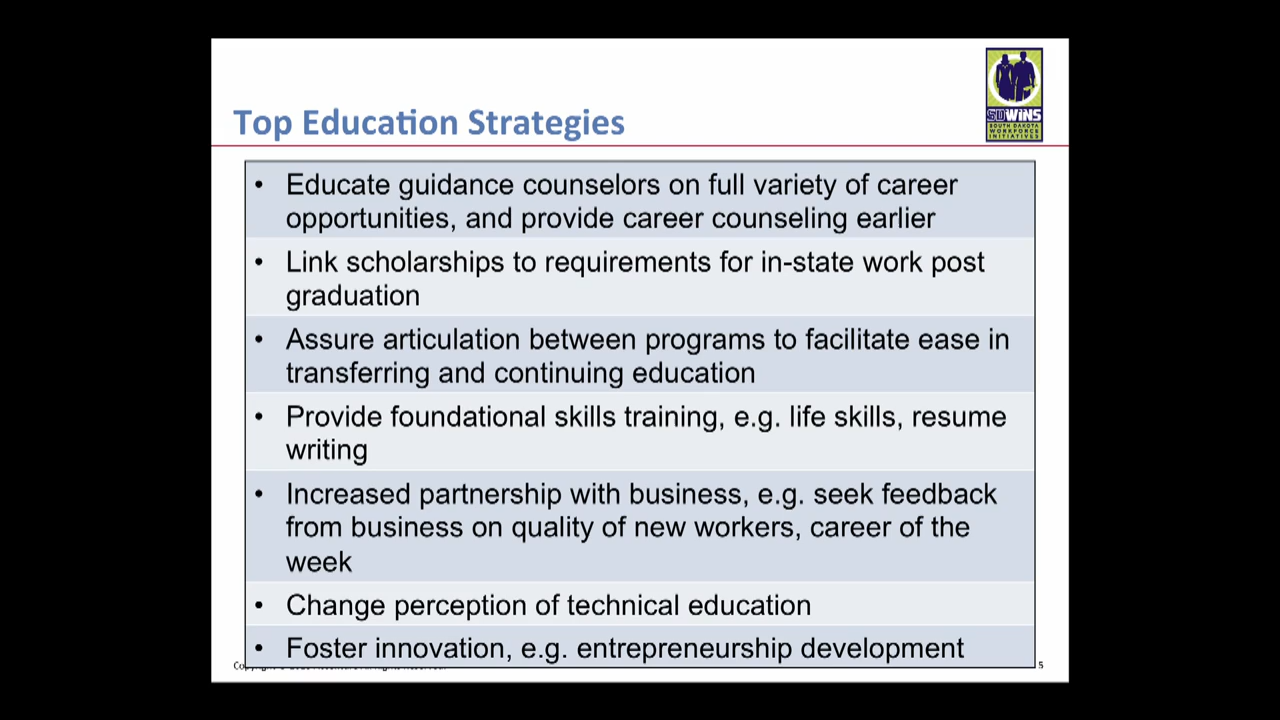 SDWINS
SOUTH DAKOTA
WORKFORCE
INITIATIVES
Top Education Strategies
• Educate guidance counselors on full variety of career
opportunities, and provide career counseling earlier
• Link scholarships to requirements for in-state work post
graduation
• Assure articulation between programs to facilitate ease in
transferring and continuing education
• Provide foundational skills training, e.g. life skills, resume
writing
• Increased partnership with business, e.g. seek feedback
from business on quality of new workers, career of the
week
• Change perception of technical education
• Foster innovation, e.g. entrepreneurship development
5